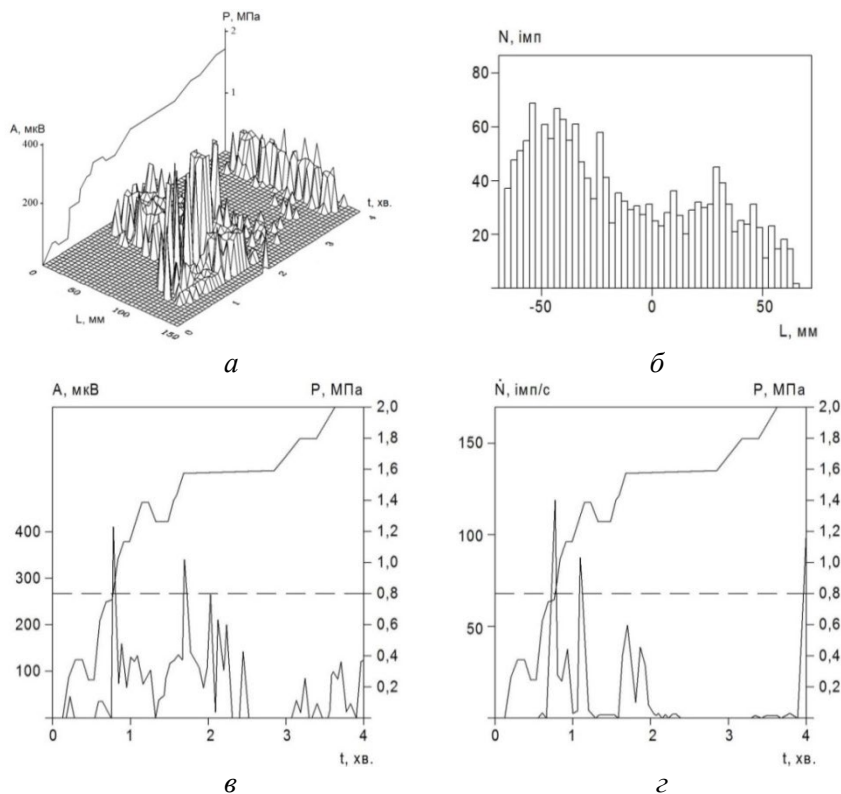 P, МПа
2
1
A, мкВ
400
200
0
50
100
150
L, мм
0
1
2
3
4
t, хв.
а
N, імп
80
60
40
20
-50 0 50
L, мм
б
A, мкВ P, МПа
400
300
200
100
2,0
1,8
1,6
1,4
1,2
1,0
0,8
0,6
0,4
0,2
0 1 2 3 4
t, хв.
в
Ṅ, імп/с P, МПа
150
100
50
2,0
1,8
1,6
1,4
1,2
1,0
0,8
0,6
0,4
0,2
0 1 2 3 4
t, хв.
г